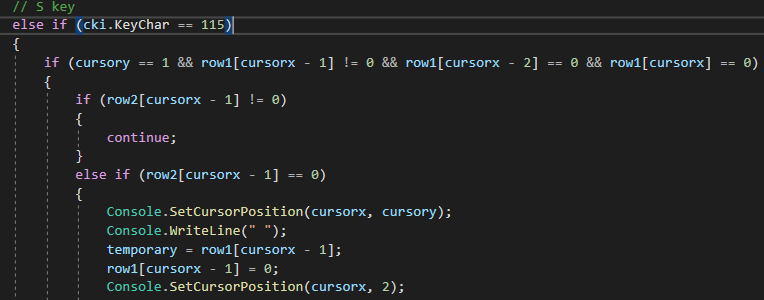 // S key
else if (cki.KeyChar == 115)
{
if (cursory == 1 && row1[cursorx - 1] != 0 && row1[cursorx - 2] == 0 && row1[cursorx] == 0)
{
if (row2[cursorx - 1] != 0)
{
continue;
}
else if (row2[cursorx - 1] == 0)
{
Console.SetCursorPosition(cursorx, cursory);
Console.WriteLine(" ");
temporary = row1[cursorx - 1];
row1[cursorx - 1] = 0;
Console.SetCursorPosition(cursorx, 2);